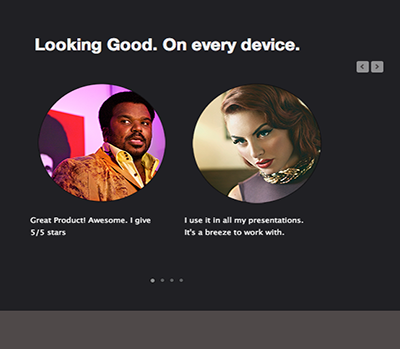 Looking Good. On every device.
Great Product! Awesome. I give
5/5 stars
I use it in all my presentations.
It's a breeze to work with.